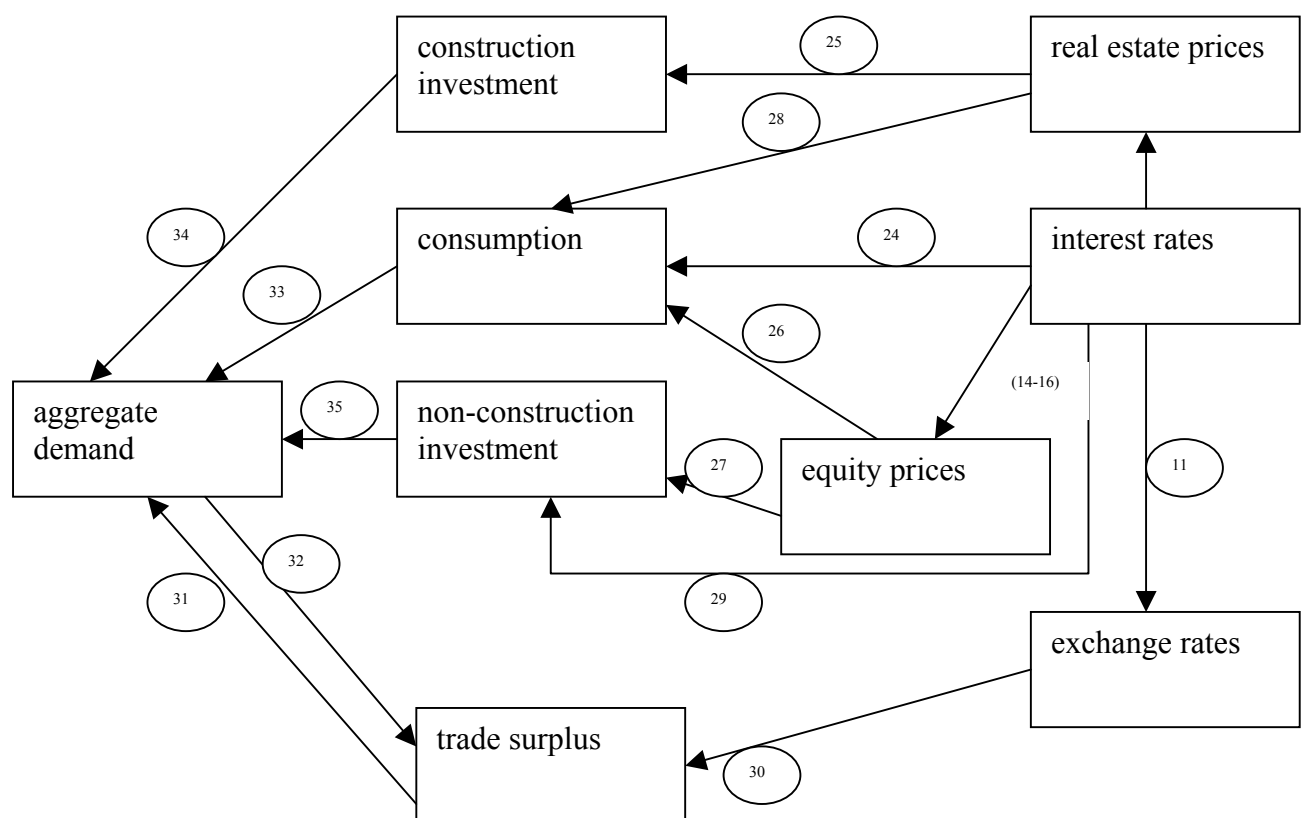 construction
investment
25
real estate prices
28
34
consumption
24
interest rates
33
26
(14-16)
aggregate
demand
35
non-construction
investment
27
equity prices
11
32
31
29
exchange rates
trade surplus
30